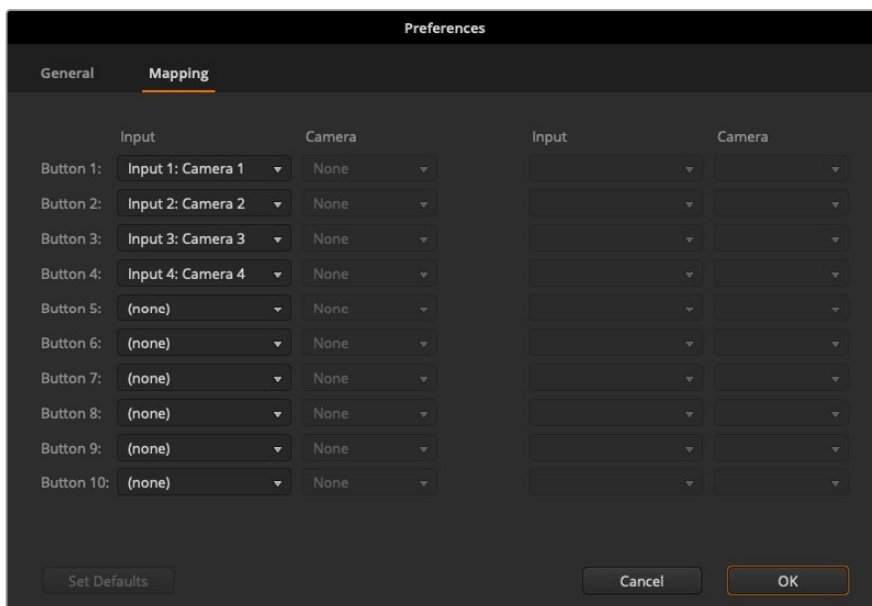 Preferences
General Mapping
Input Camera Input Camera
Button 1: Input 1: Camera 1 None
Button 2: Input 2: Camera 2 None
Button 3: Input 3: Camera 3 None
Button 4: Input 4: Camera 4 None
Button 5: (none) None
Button 6: (none) None
Button 7: (none) None
Button 8: (none) None
Button 9: (none) None
Button 10: (none) None
Set Defaults Cancel OK